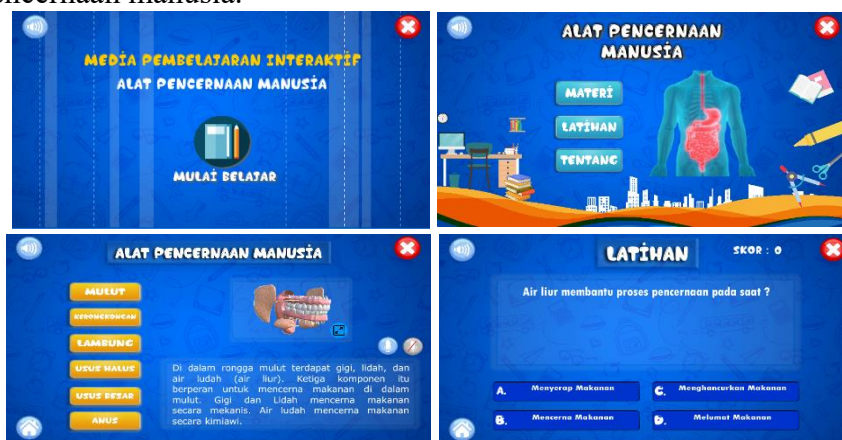 pencernaan manusia.
MEDIA PEMBELAJARAN INTERAKTIF
ALAT PENCERNAAN MANUSIA
MULAI BELAJAR
ALAT PENCERNAAN
MANUSIA
MATERI
LATIHAN
TENTANG
ALAT PENCERNAAN MANUSIA
MULUT
KERONGKONGAN
LAMBUNG
USUS HALUS
USUS BESAR
ANUS
Di dalam rongga mulut terdapat gigi, lidah, dan
air ludah (air liur). Ketiga komponen itu
berperan untuk mencerna makanan di dalam
mulut. Gigi dan Lidah mencerna makanan
secara mekanis. Air ludah mencerna makanan
secara kimiawi.
LATIHAN
SKOR : 0
Air liur membantu proses pencernaan pada saat ?
A. Menyerap Makanan
B. Mencerna Makanan
C. Menghancurkan Makanan
D. Melumat Makanan